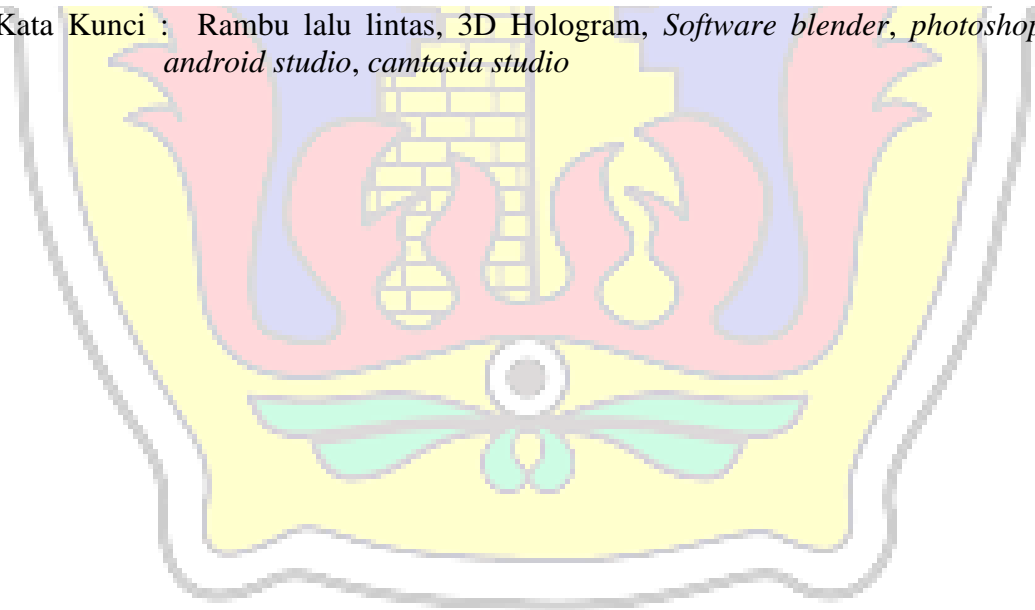 Kata Kunci : Rambu lalu lintas, 3D Hologram, Software blender, photoshop
android studio, camtasia studio